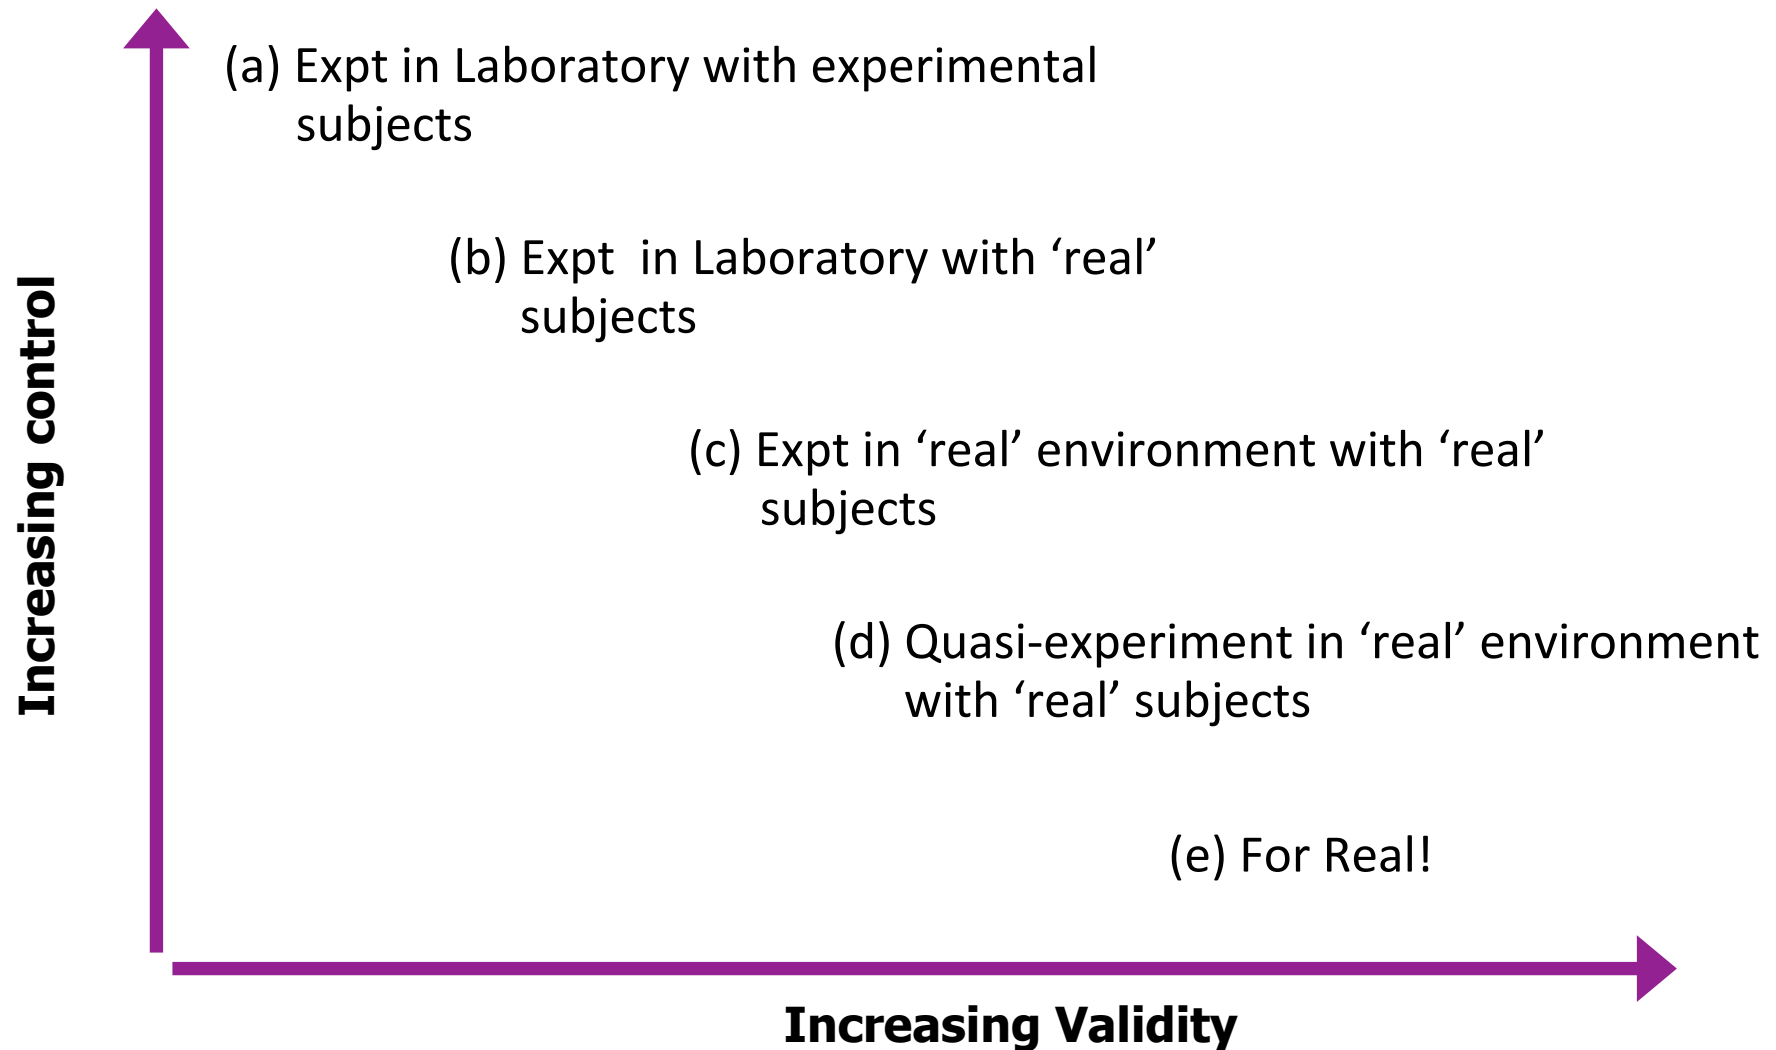 (a) Expt in Laboratory with experimental
subjects
(b) Expt  in Laboratory with ‘real’
subjects
Increasing control
(c) Expt in ‘real’ environment with ‘real’
subjects
(d) Quasi-experiment in ‘real’ environment
with ‘real’ subjects
(e) For Real!
Increasing Validity